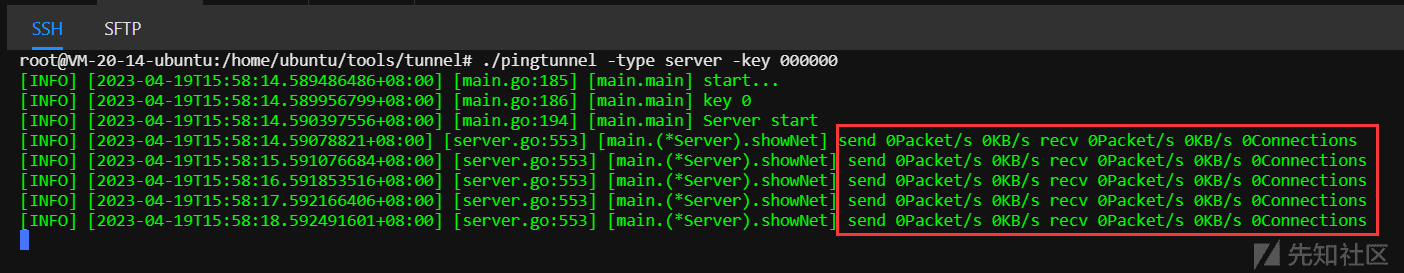 SSH SFTP
root@VM-20-14-ubuntu:/home/ubuntu/tools/tunnel# ./pingtunnel -type server -key 000000
[INFO] [2023-04-19T15:58:14.589486486+08:00] [main.go:185] [main.main] start...
[INFO] [2023-04-19T15:58:14.589956799+08:00] [main.go:186] [main.main] key 0
[INFO] [2023-04-19T15:58:14.590397556+08:00] [main.go:194] [main.main] Server start
[INFO] [2023-04-19T15:58:14.59078821+08:00] [server.go:553] [main.(*Server).showNet] send 0Packet/s 0KB/s recv 0Packet/s 0KB/s 0Connections
[INFO] [2023-04-19T15:58:15.591076684+08:00] [server.go:553] [main.(*Server).showNet] send 0Packet/s 0KB/s recv 0Packet/s 0KB/s 0Connections
[INFO] [2023-04-19T15:58:16.591853516+08:00] [server.go:553] [main.(*Server).showNet] send 0Packet/s 0KB/s recv 0Packet/s 0KB/s 0Connections
[INFO] [2023-04-19T15:58:17.592166406+08:00] [server.go:553] [main.(*Server).showNet] send 0Packet/s 0KB/s recv 0Packet/s 0KB/s 0Connections
[INFO] [2023-04-19T15:58:18.592491601+08:00] [server.go:553] [main.(*Server).showNet] send 0Packet/s 0KB/s recv 0Packet/s 0KB/s 0Connections
先知社区